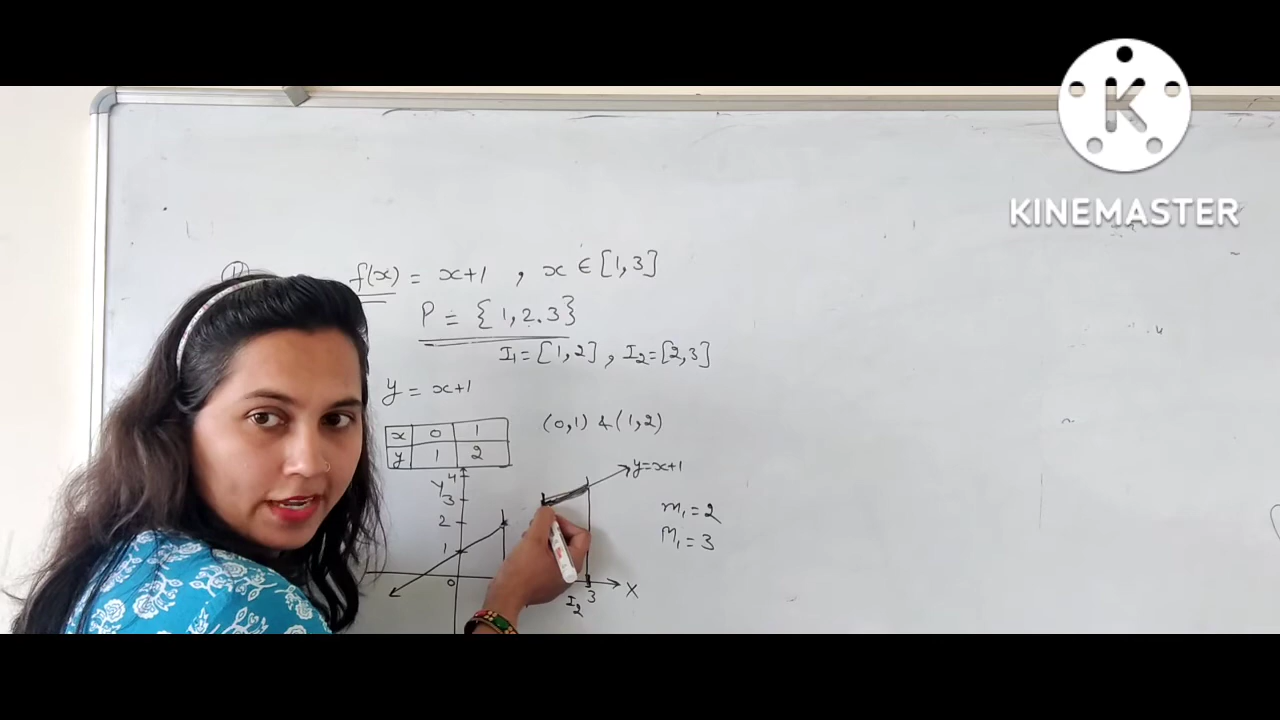 KINEMASTER
f(x) = x+1 , x ∈ [1,3]
P = {1,2.3}
I₁ = [1,2] , I₂ = [2,3]
y = x+1
x 0 1
y 1 2
(0,1) & (1,2)
y=x+1
Y 4
3
2
1
0
I₂ 3 X
m₁ = 2
M₁ = 3